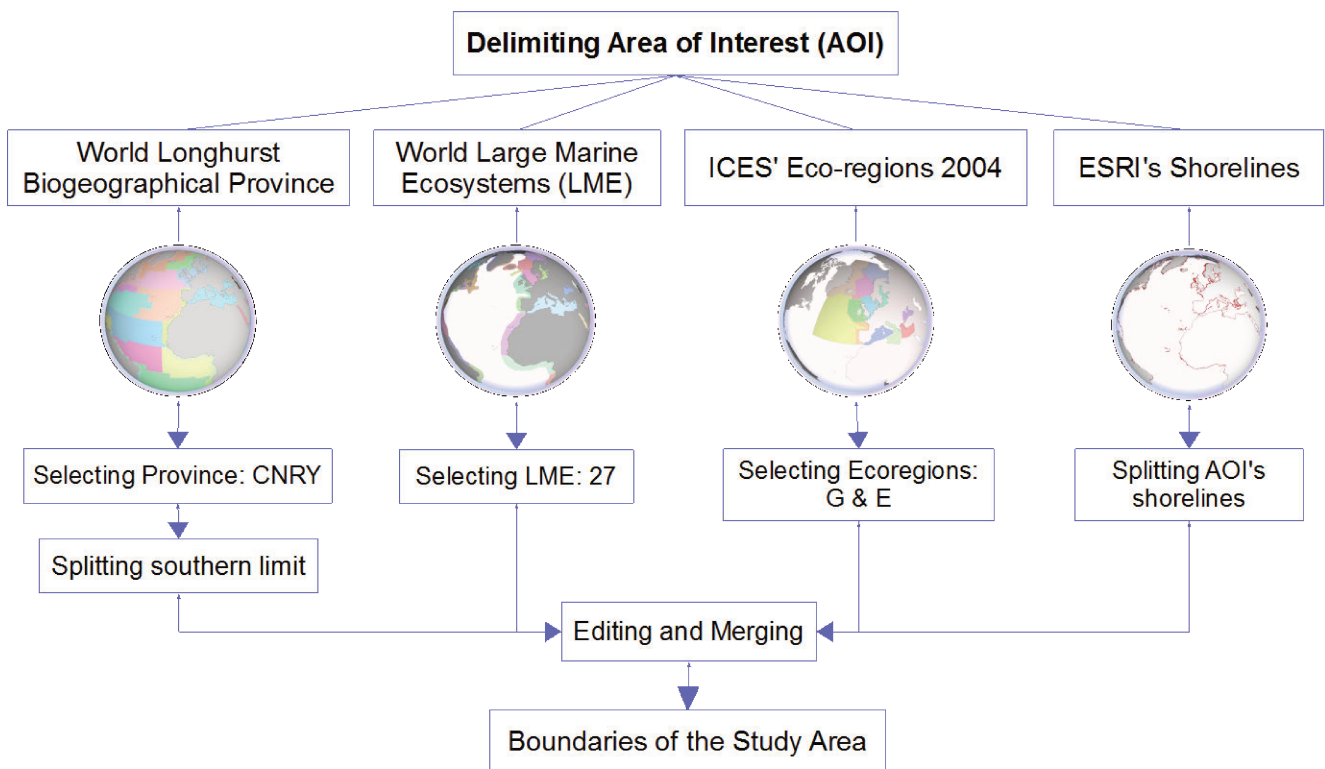 Delimiting Area of Interest (AOI)
World Longhurst
Biogeographical Province
World Large Marine
Ecosystems (LME)
ICES' Eco-regions 2004
ESRI's Shorelines
Selecting Province: CNRY
Selecting LME: 27
Selecting Ecoregions:
G & E
Splitting AOI's
shorelines
Splitting southern limit
Editing and Merging
Boundaries of the Study Area